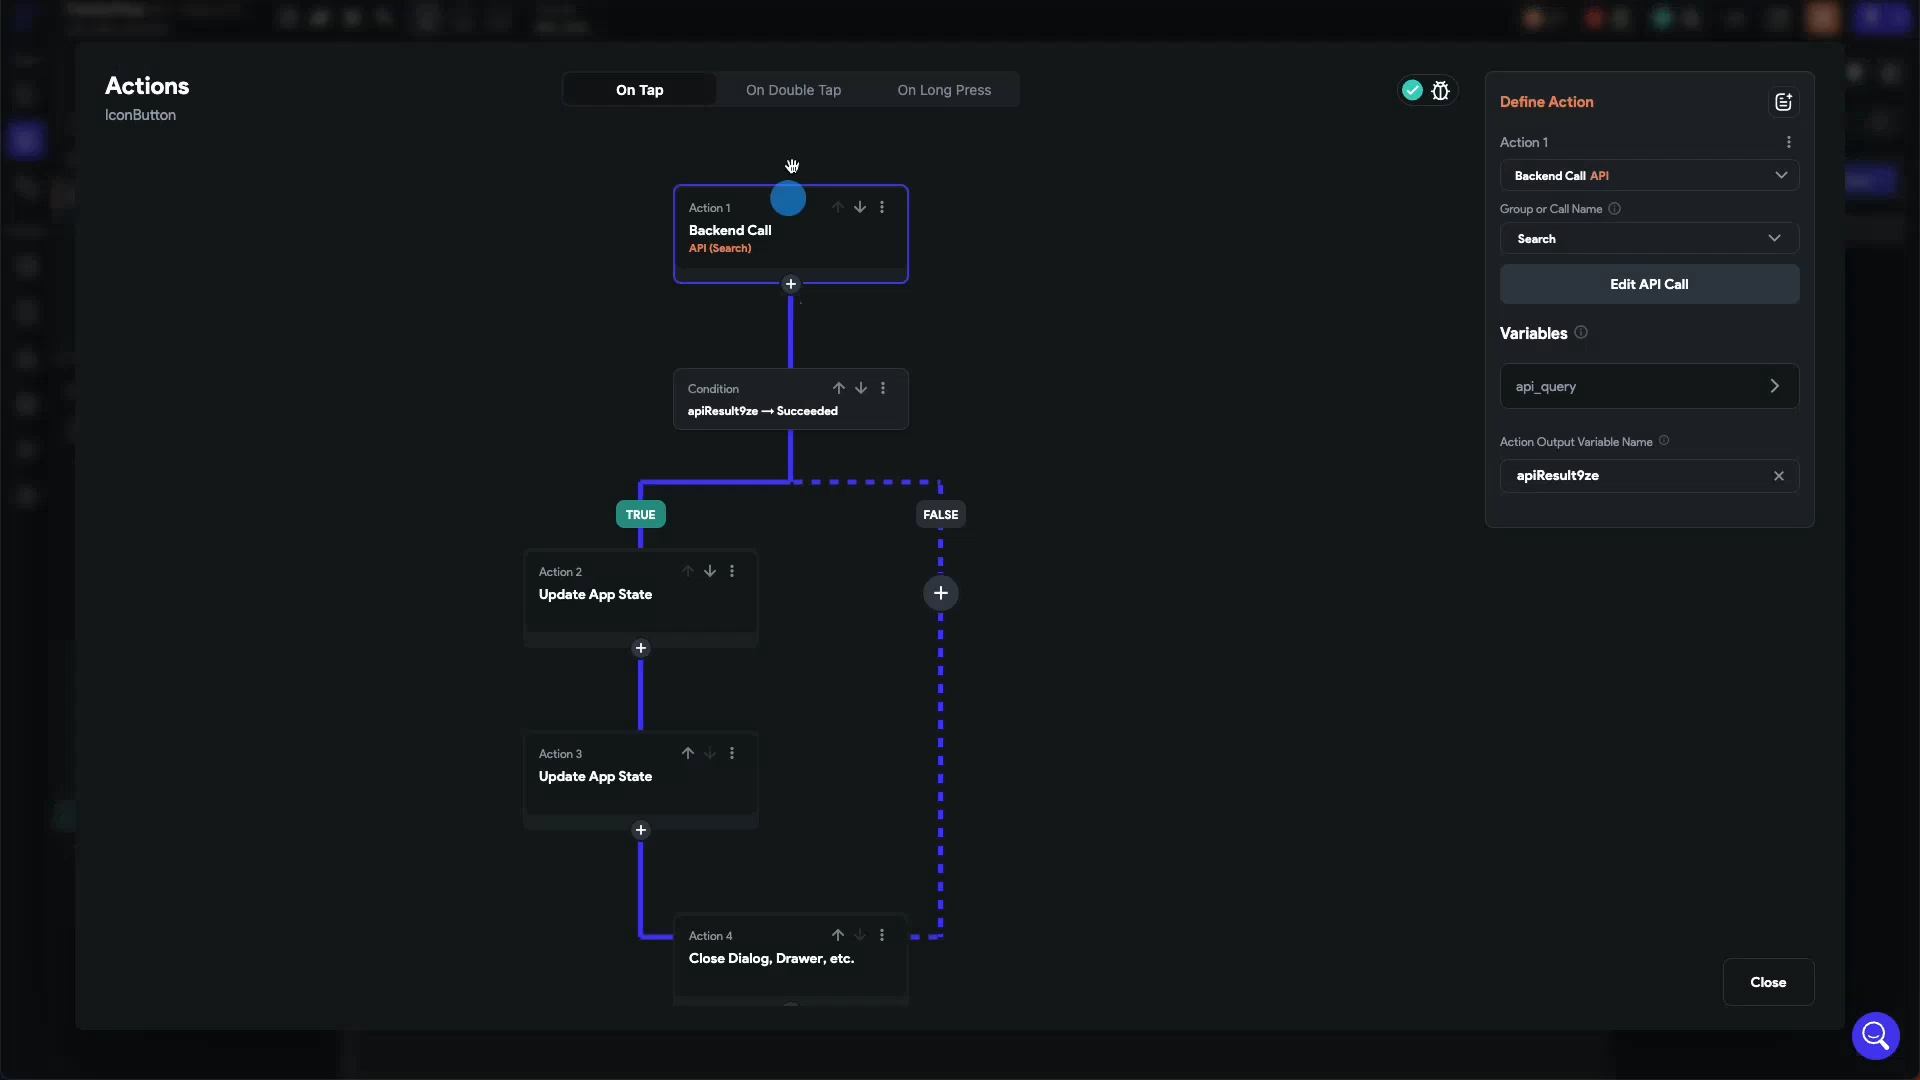 Actions
IconButton
On Tap
On Double Tap
On Long Press
Define Action
Action 1
Backend Call API
Group or Call Name
Search
Edit API Call
Variables
api_query
Action Output Variable Name
apiResult9ze
Action 1
Backend Call
API (Search)
Condition
apiResult9ze → Succeeded
TRUE
FALSE
Action 2
Update App State
Action 3
Update App State
Action 4
Close Dialog, Drawer, etc.
Close